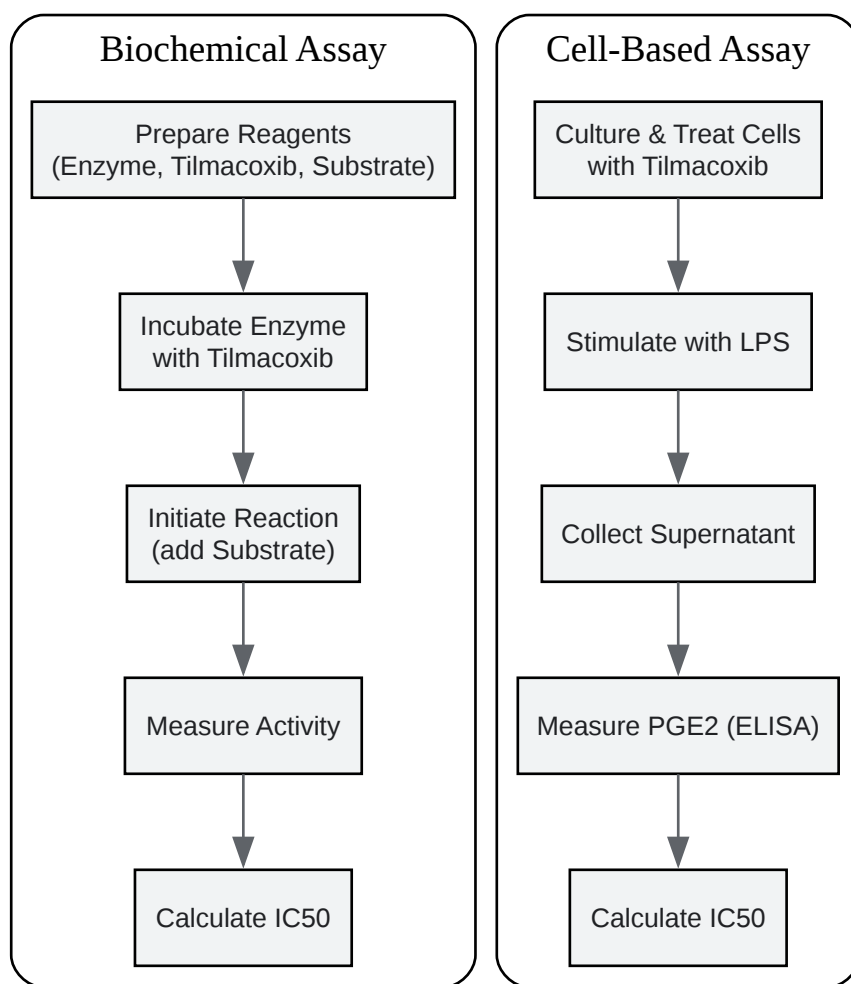 Biochemical Assay
Prepare Reagents
(Enzyme, Tilmacoxib, Substrate)
Incubate Enzyme
with Tilmacoxib
Initiate Reaction
(add Substrate)
Measure Activity
Calculate IC50
Cell-Based Assay
Culture & Treat Cells
with Tilmacoxib
Stimulate with LPS
Collect Supernatant
Measure PGE2 (ELISA)
Calculate IC50